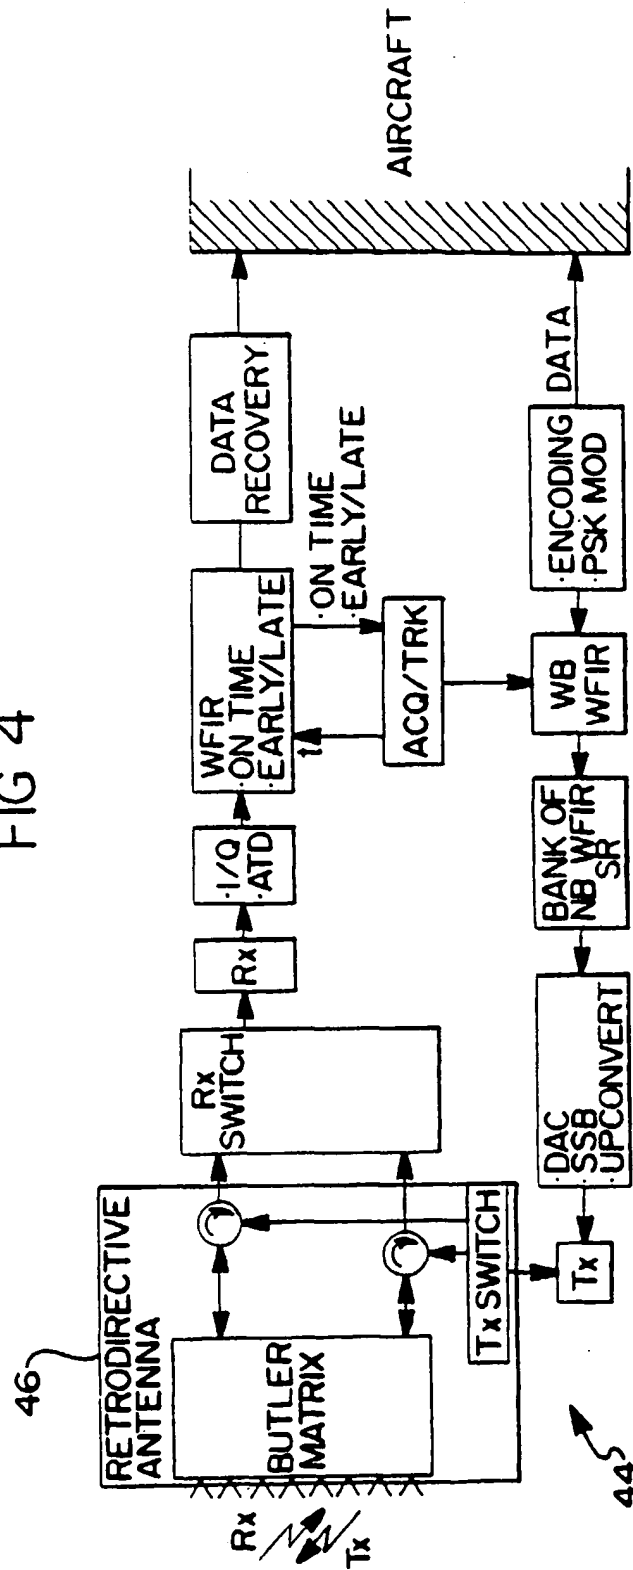 FIG 4
46
RETRODIRECTIVE
ANTENNA
BUTLER
MATRIX
Rx
Tx
Tx SWITCH
Rx
SWITCH
Rx
·I/Q
·ATD
WFIR
·ON TIME
·EARLY/LATE
t
·ON TIME
EARLY/LATE
ACQ/TRK
DATA
RECOVERY
AIRCRAFT
DATA
·ENCODING
·PSK MOD
WB
WFIR
BANK OF
NB WFIR
SR
·DAC
·SSB
·UPCONVERT
Tx
44